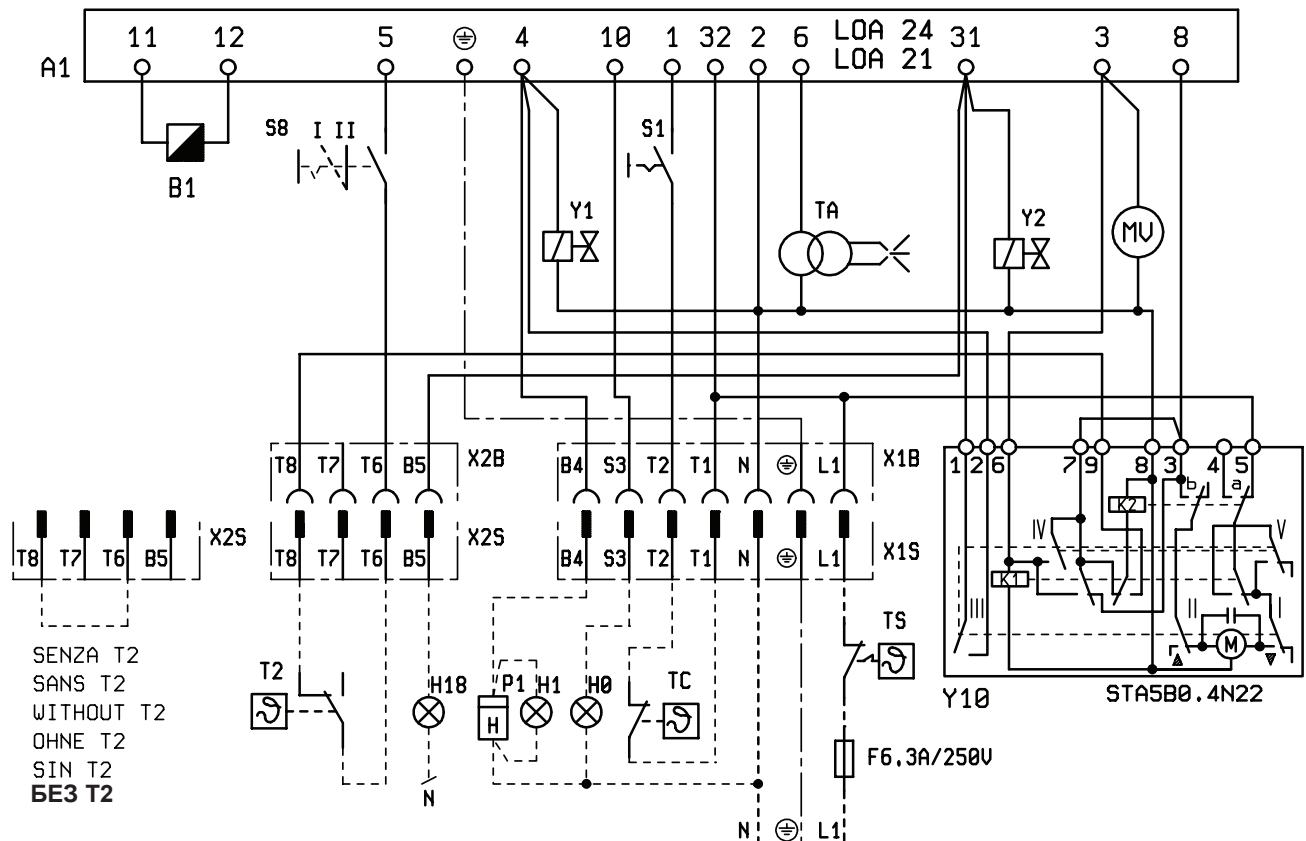 11 12 5 4 10 1 32 2 6 LOA 24 31 3 8
LOA 21
A1
S8 I II
S1
B1
Y1
TA
Y2
MV
T8 T7 T6 B5 X2B
B4 S3 T2 T1 N L1 X1B
1 2 6 7 9 8 3 4 5
b a
K2
IV V
X2S
T8 T7 T6 B5
X2S
T8 T7 T6 B5
X1S
B4 S3 T2 T1 N L1
K1
III II I
M
Y10
STA5B0.4N22
SENZA T2
SANS T2
WITHOUT T2
OHNE T2
SIN T2
БЕЗ T2
T2
H18
P1 H1 H0
H
TC
TS
F6,3A/250V
N
N L1